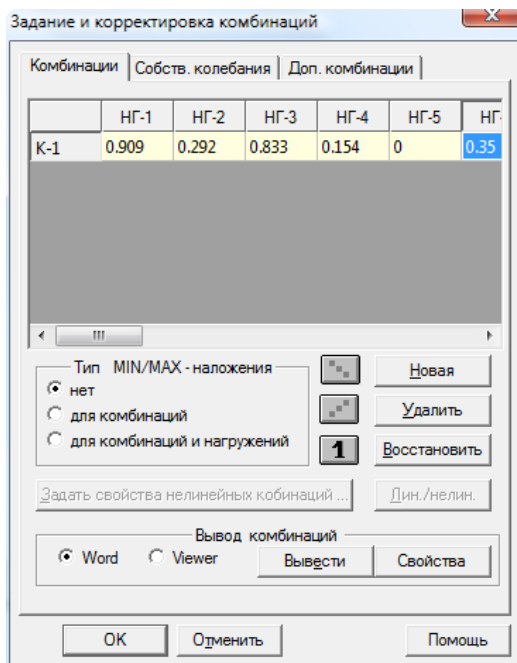 Задание и корректировка комбинаций
Комбинации Собств. колебания Доп. комбинации
НГ-1 НГ-2 НГ-3 НГ-4 НГ-5 НГ-
К-1 0.909 0.292 0.833 0.154 0 0.35
Тип MIN/MAX - наложения
нет
для комбинаций
для комбинаций и нагружений
1
Новая
Удалить
Восстановить
Задать свойства нелинейных кобинаций ... Лин./нелин.
Вывод комбинаций
Word Viewer Вывести Свойства
OK Отменить Помощь